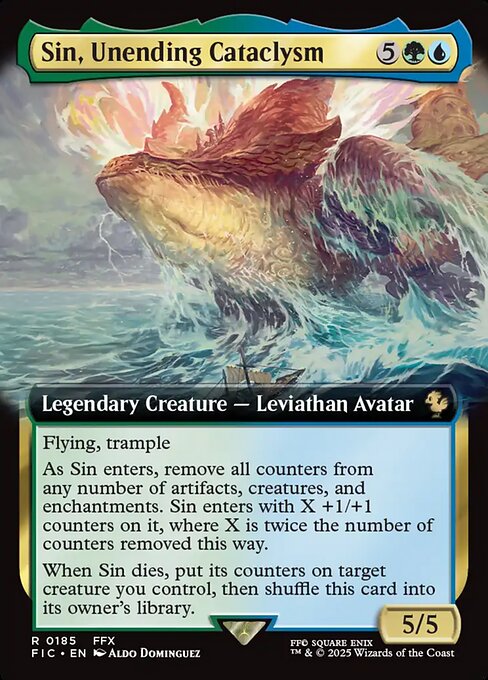 Sin, Unending Cataclysm 5
Legendary Creature — Leviathan Avatar
Flying, trample
As Sin enters, remove all counters from
any number of artifacts, creatures, and
enchantments. Sin enters with X +1/+1
counters on it, where X is twice the number of
counters removed this way.
When Sin dies, put its counters on target
creature you control, then shuffle this card into
its owner's library.
5/5
R 0185 FFX
FIC • EN Aldo Dominguez
FF© SQUARE ENIX
™ & © 2025 Wizards of the Coast